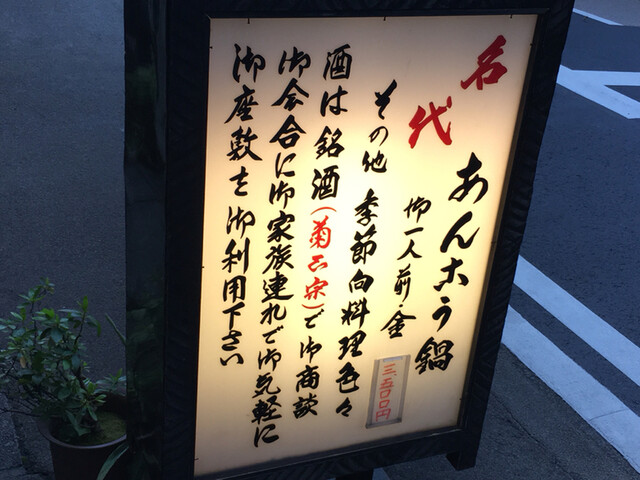 名代
あんこう鍋
御一人前・金
三、五〇〇円
その他 季節向料理色々
酒は銘酒(菊正宗)で御商談
御会合に御家族連れで御気軽に
御座敷を御利用下さい